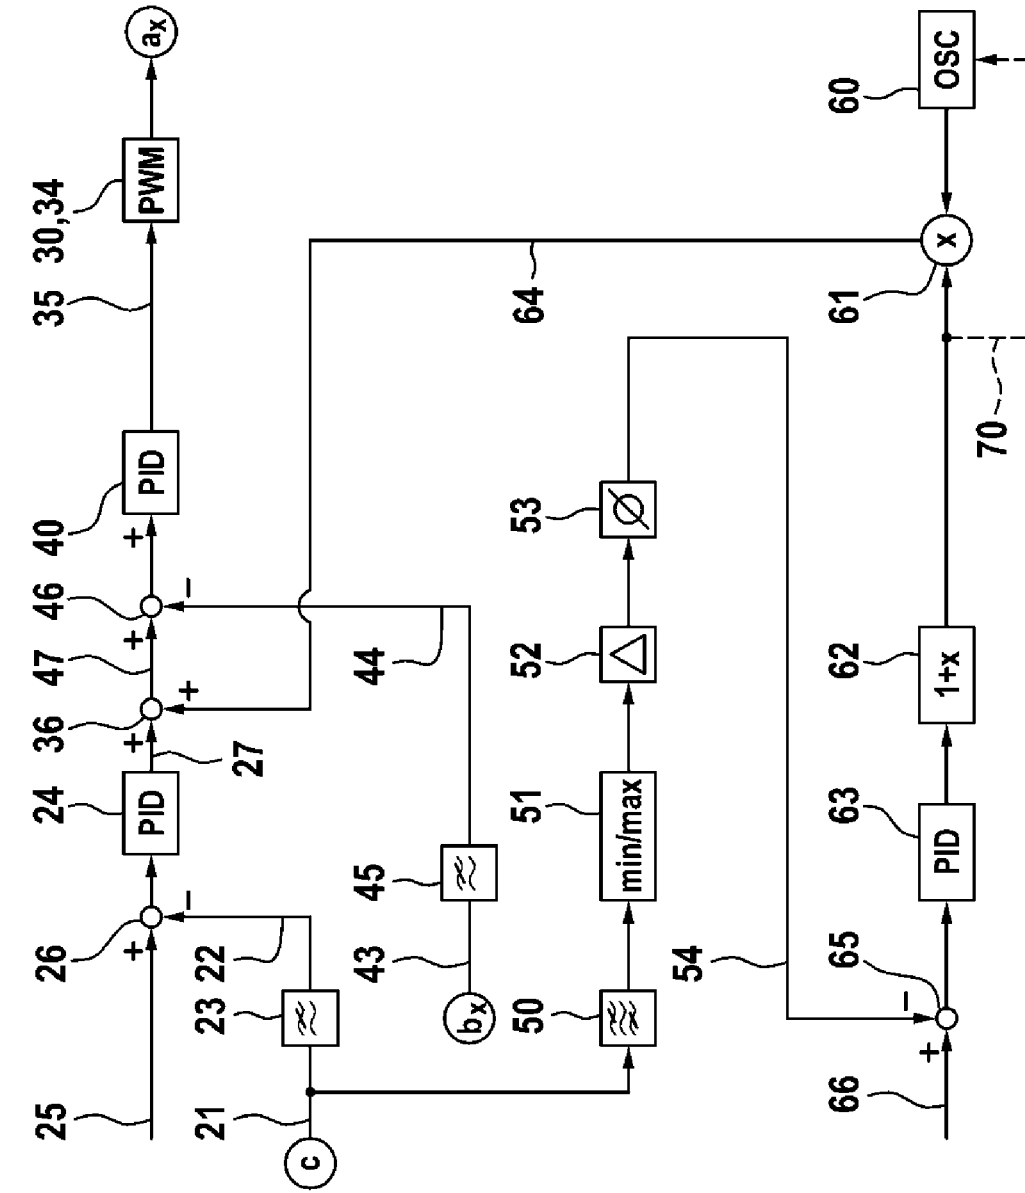 25 26 24 36 47 46 40 35 30,34
+ + + +
PID PID PWM ax
− + −
21 23 22 27
c
43 45 44
bx
50 51 52 53 64
min/max
54
66 65 63 62 61 60
+ −
PID 1+x x OSC
70